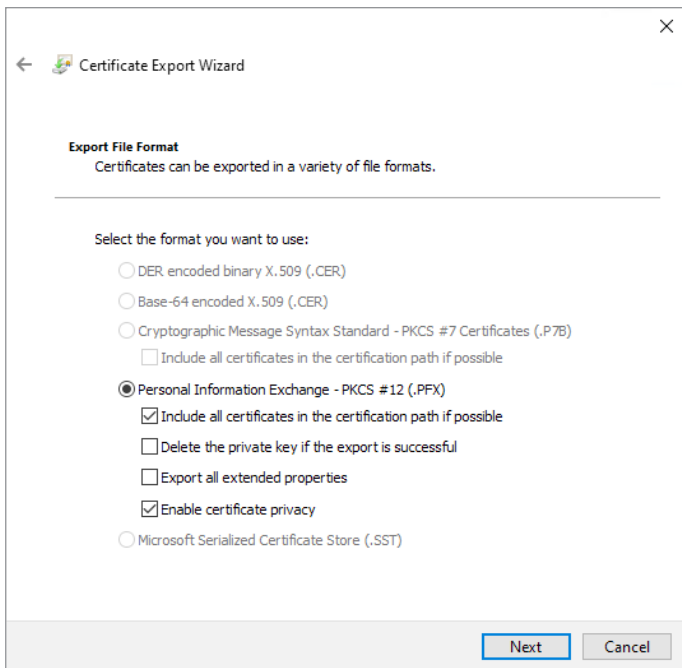 Certificate Export Wizard
Export File Format
Certificates can be exported in a variety of file formats.
Select the format you want to use:
DER encoded binary X.509 (.CER)
Base-64 encoded X.509 (.CER)
Cryptographic Message Syntax Standard - PKCS #7 Certificates (.P7B)
Include all certificates in the certification path if possible
Personal Information Exchange - PKCS #12 (.PFX)
Include all certificates in the certification path if possible
Delete the private key if the export is successful
Export all extended properties
Enable certificate privacy
Microsoft Serialized Certificate Store (.SST)
Next Cancel